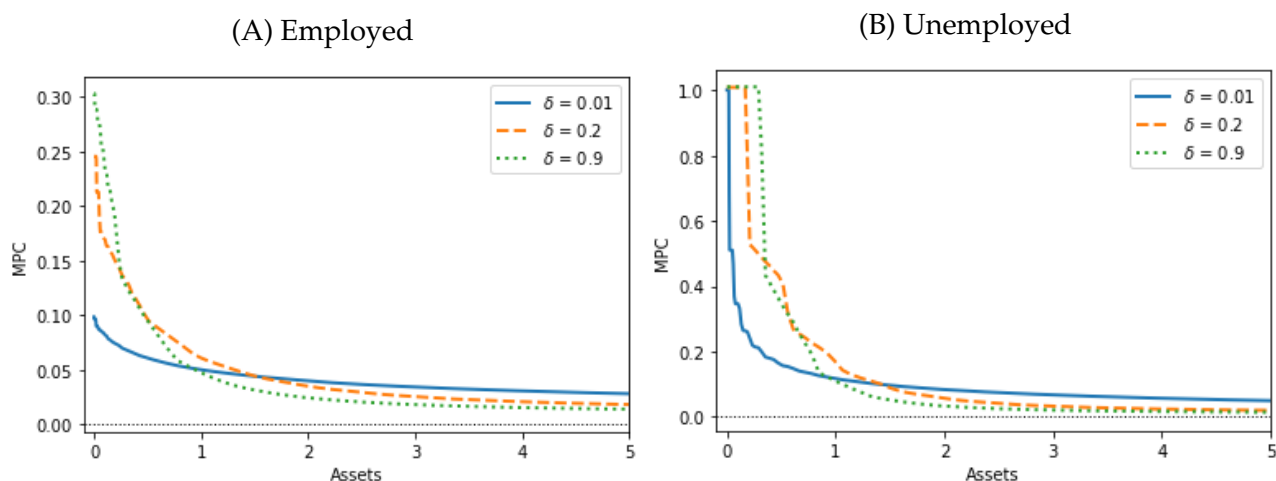 (A) Employed
0.30
0.25
0.20
0.15
0.10
0.05
0.00
MPC
0
1
2
3
4
5
Assets
δ = 0.01
δ = 0.2
δ = 0.9
(B) Unemployed
1.0
0.8
0.6
0.4
0.2
0.0
MPC
0
1
2
3
4
5
Assets
δ = 0.01
δ = 0.2
δ = 0.9